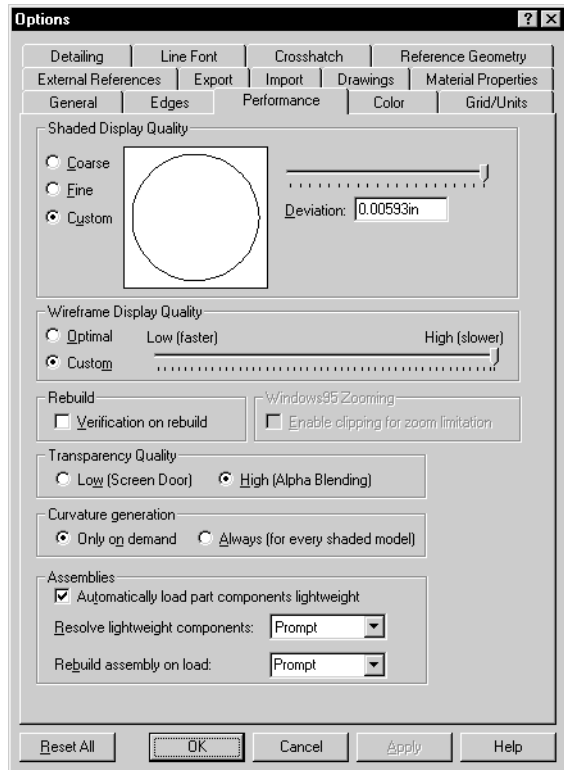 Options
Detailing Line Font Crosshatch Reference Geometry
External References Export Import Drawings Material Properties
General Edges Performance Color Grid/Units
Shaded Display Quality
Coarse
Fine
Custom
Deviation: 0.00593in
Wireframe Display Quality
Optimal Low (faster) High (slower)
Custom
Rebuild Windows95 Zooming
Verification on rebuild Enable clipping for zoom limitation
Transparency Quality
Low (Screen Door) High (Alpha Blending)
Curvature generation
Only on demand Always (for every shaded model)
Assemblies
Automatically load part components lightweight
Resolve lightweight components: Prompt
Rebuild assembly on load: Prompt
Reset All OK Cancel Apply Help